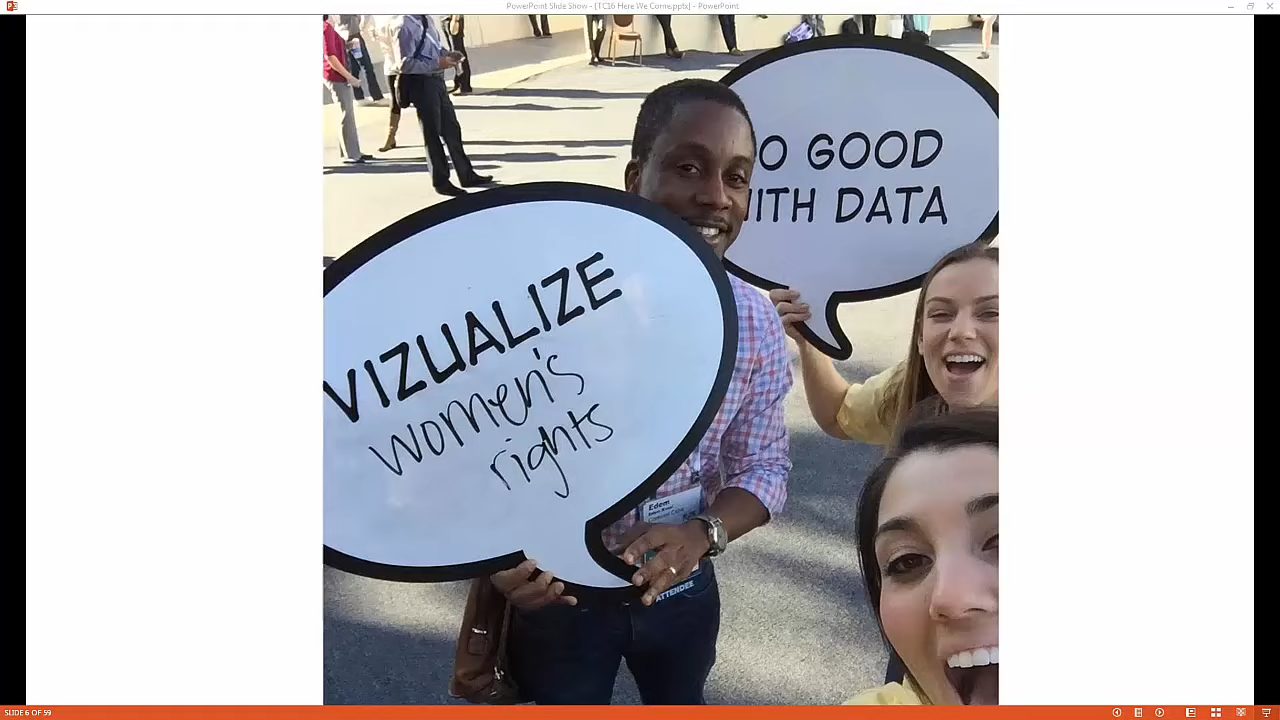 PowerPoint Slide Show - [TC16 Here We Come.pptx] - PowerPoint
O GOOD
ITH DATA
VIZUALIZE
women's
rights
Edem
ATTENDEE
SLIDE 6 OF 59